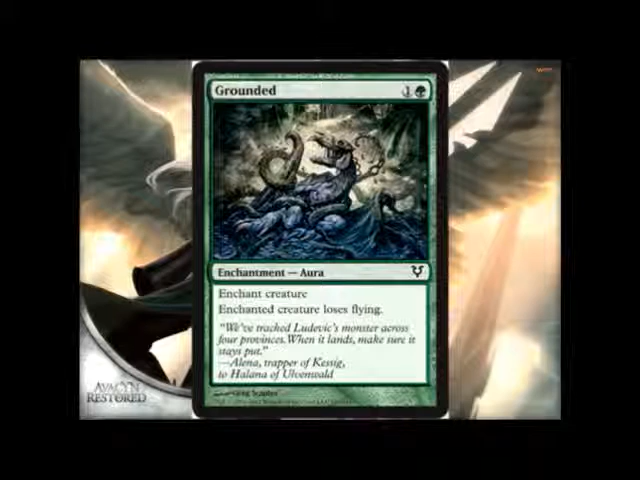 Grounded 1
Enchantment — Aura
Enchant creature
Enchanted creature loses flying.
"We've tracked Ludevic's monster across
four provinces. When it lands, make sure it
stays put."
—Alena, trapper of Kessig,
to Halana of Ulvenwald
AVACYN
RESTORED